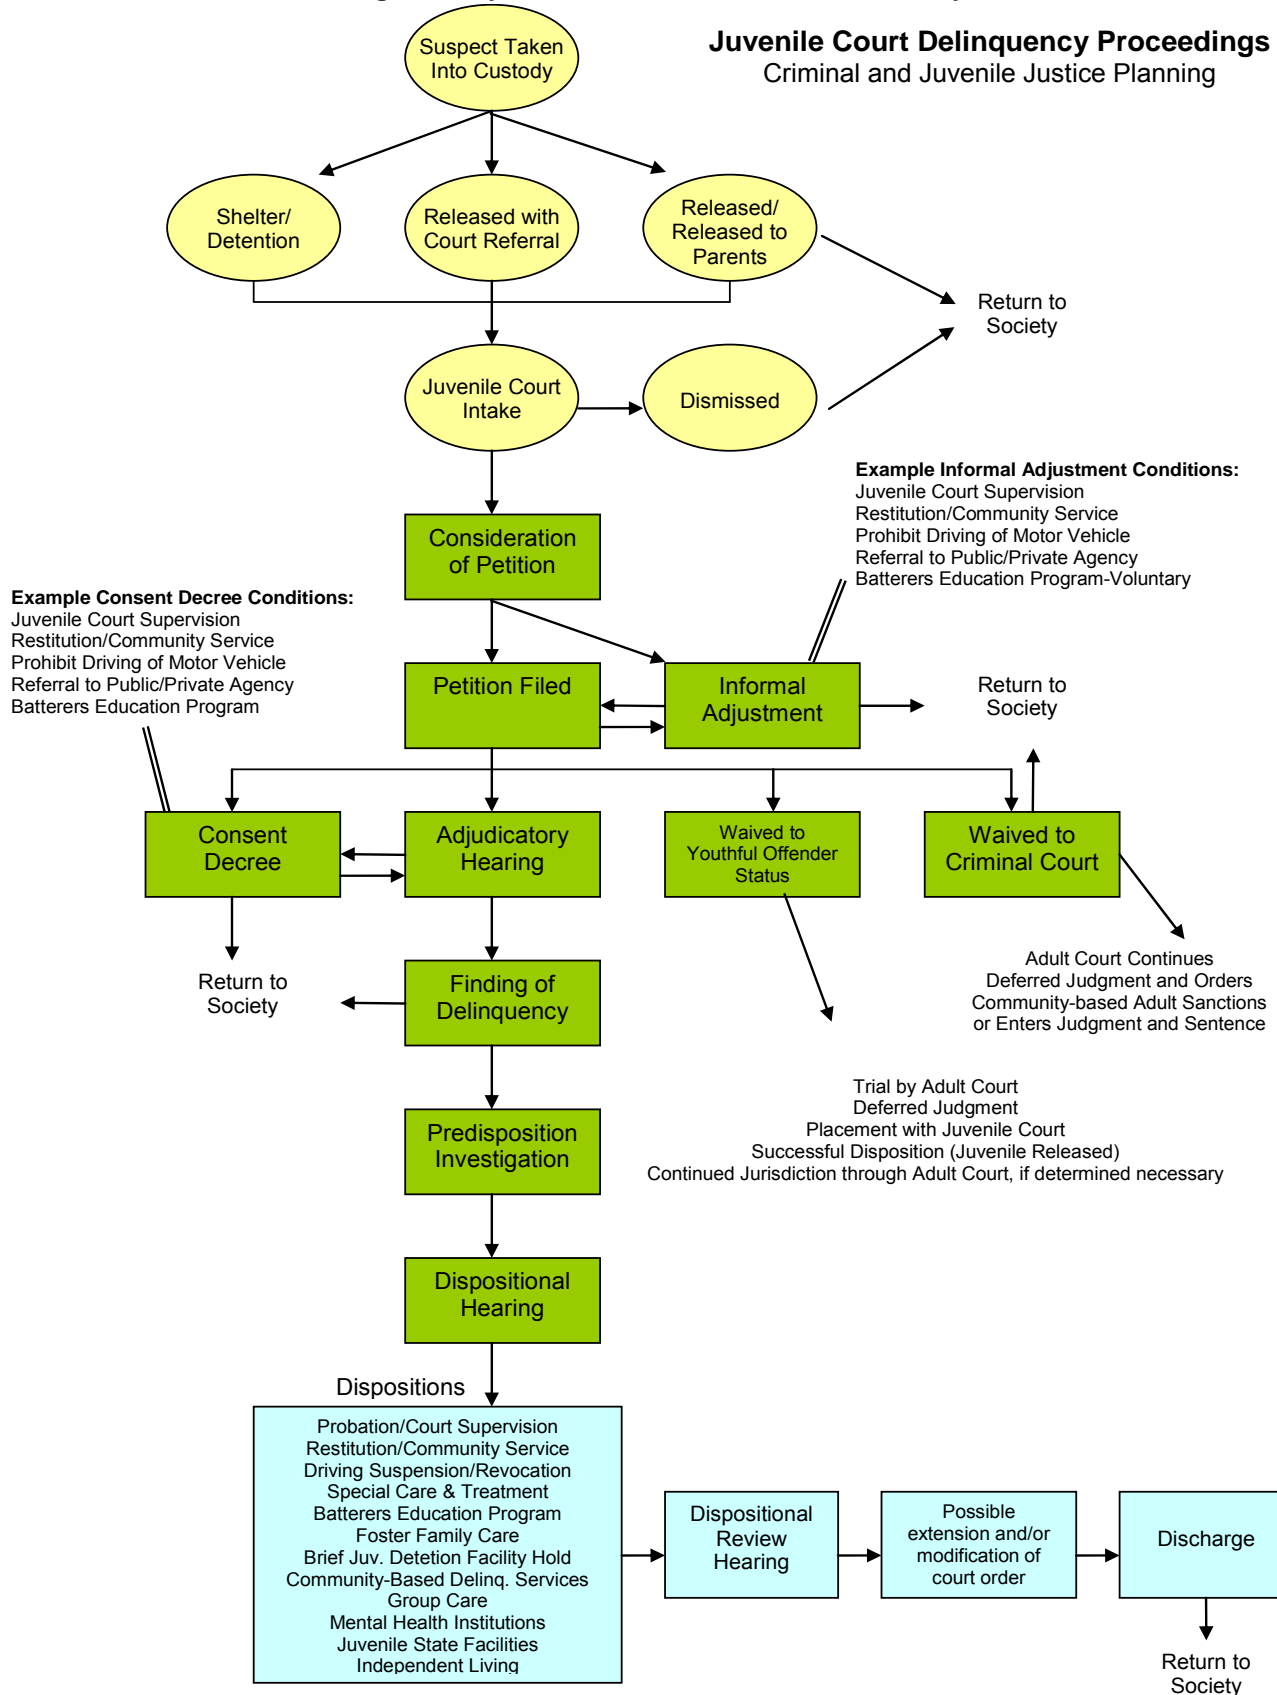 Juvenile Court Delinquency Proceedings
Criminal and Juvenile Justice Planning
Suspect Taken
Into Custody
Shelter/
Detention
Released with
Court Referral
Released/
Released to
Parents
Return to
Society
Juvenile Court
Intake
Dismissed
Example Informal Adjustment Conditions:
Juvenile Court Supervision
Restitution/Community Service
Prohibit Driving of Motor Vehicle
Referral to Public/Private Agency
Batterers Education Program-Voluntary
Consideration
of Petition
Example Consent Decree Conditions:
Juvenile Court Supervision
Restitution/Community Service
Prohibit Driving of Motor Vehicle
Referral to Public/Private Agency
Batterers Education Program
Petition Filed
Informal
Adjustment
Return to
Society
Consent
Decree
Adjudicatory
Hearing
Waived to
Youthful Offender
Status
Waived to
Criminal Court
Return to
Society
Finding of
Delinquency
Adult Court Continues
Deferred Judgment and Orders
Community-based Adult Sanctions
or Enters Judgment and Sentence
Trial by Adult Court
Deferred Judgment
Placement with Juvenile Court
Successful Disposition (Juvenile Released)
Continued Jurisdiction through Adult Court, if determined necessary
Predisposition
Investigation
Dispositional
Hearing
Dispositions
Probation/Court Supervision
Restitution/Community Service
Driving Suspension/Revocation
Special Care & Treatment
Batterers Education Program
Foster Family Care
Brief Juv. Detetion Facility Hold
Community-Based Delinq. Services
Group Care
Mental Health Institutions
Juvenile State Facilities
Independent Living
Dispositional
Review
Hearing
Possible
extension and/or
modification of
court order
Discharge
Return to
Society